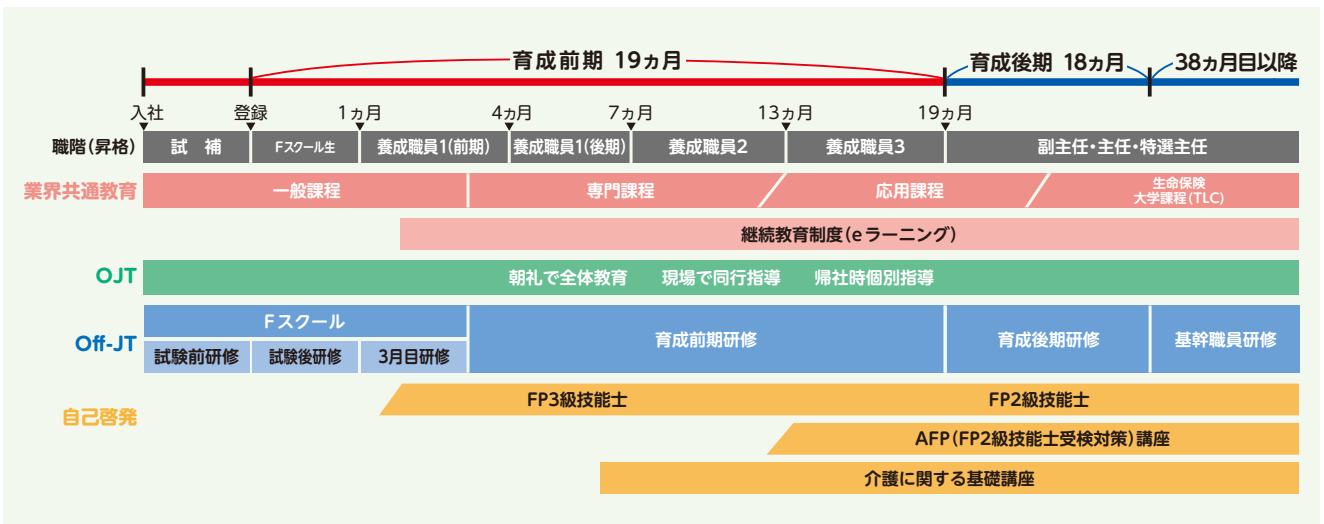 育成前期 19ヵ月
育成後期 18ヵ月
38ヵ月目以降
入社 登録 1ヵ月 4ヵ月 7ヵ月 13ヵ月 19ヵ月
職階(昇格) 試 補 Fスクール生 養成職員1(前期) 養成職員1(後期) 養成職員2 養成職員3 副主任・主任・特選主任
業界共通教育 一般課程 専門課程 応用課程 生命保険
大学課程(TLC)
継続教育制度(eラーニング)
OJT 朝礼で全体教育 現場で同行指導 帰社時個別指導
Off-JT Fスクール 育成前期研修 育成後期研修 基幹職員研修
試験前研修 試験後研修 3月目研修
自己啓発 FP3級技能士 FP2級技能士
AFP(FP2級技能士受検対策)講座
介護に関する基礎講座